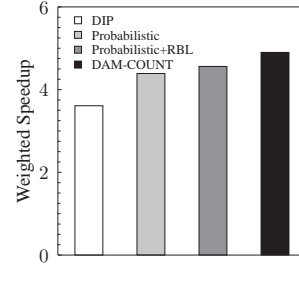 6
DIP
Probabilistic
Probabilistic+RBL
DAM-COUNT
4
2
0
Weighted Speedup